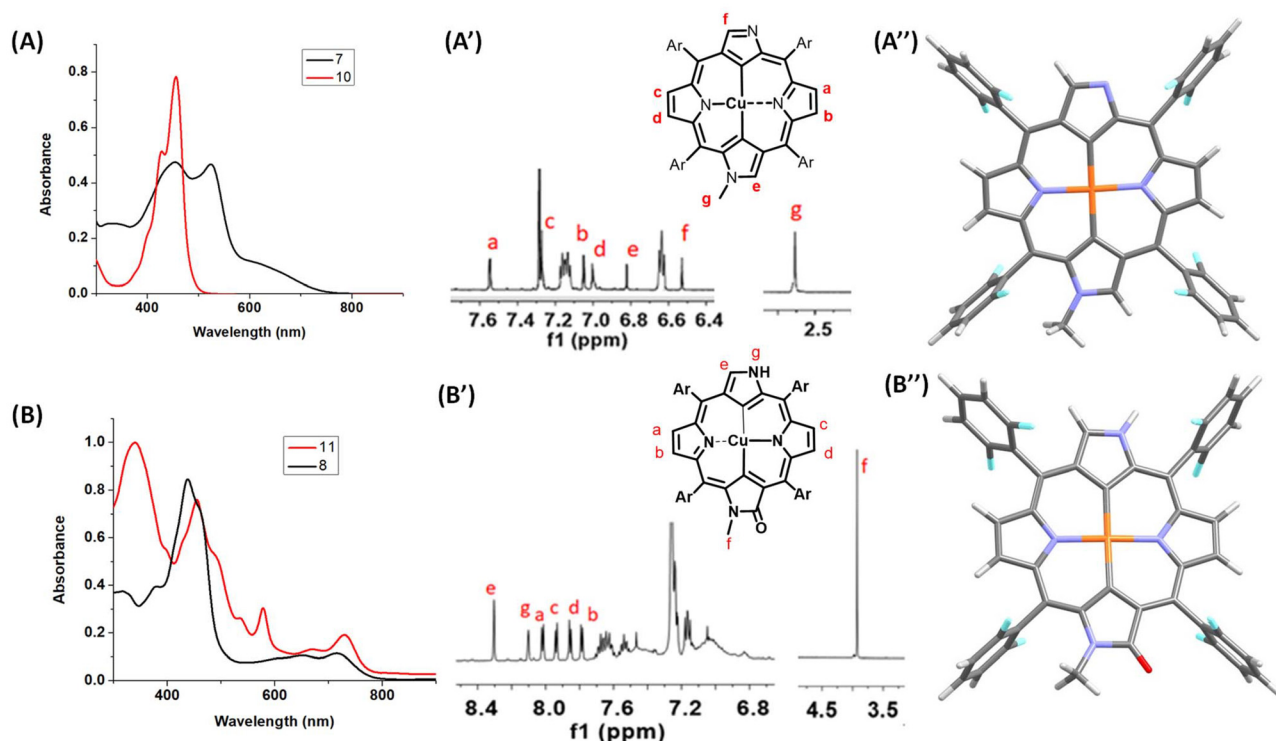 (A)
7
10
0.8
0.6
0.4
0.2
0.0
Absorbance
400 600 800
Wavelength (nm)
(A')
f
Ar N Ar
c a
N Cu N
d b
Ar N Ar
g e
a c b d e f g
7.6 7.4 7.2 7.0 6.8 6.6 6.4 2.5
f1 (ppm)
(A'')
(B)
11
8
1.0
0.8
0.6
0.4
0.2
0.0
Absorbance
400 600 800
Wavelength (nm)
(B')
g
e NH
Ar Ar
a c
N Cu N
b d
Ar Ar
N O
f
e g a c d b f
8.4 8.0 7.6 7.2 6.8 4.5 3.5
f1 (ppm)
(B'')